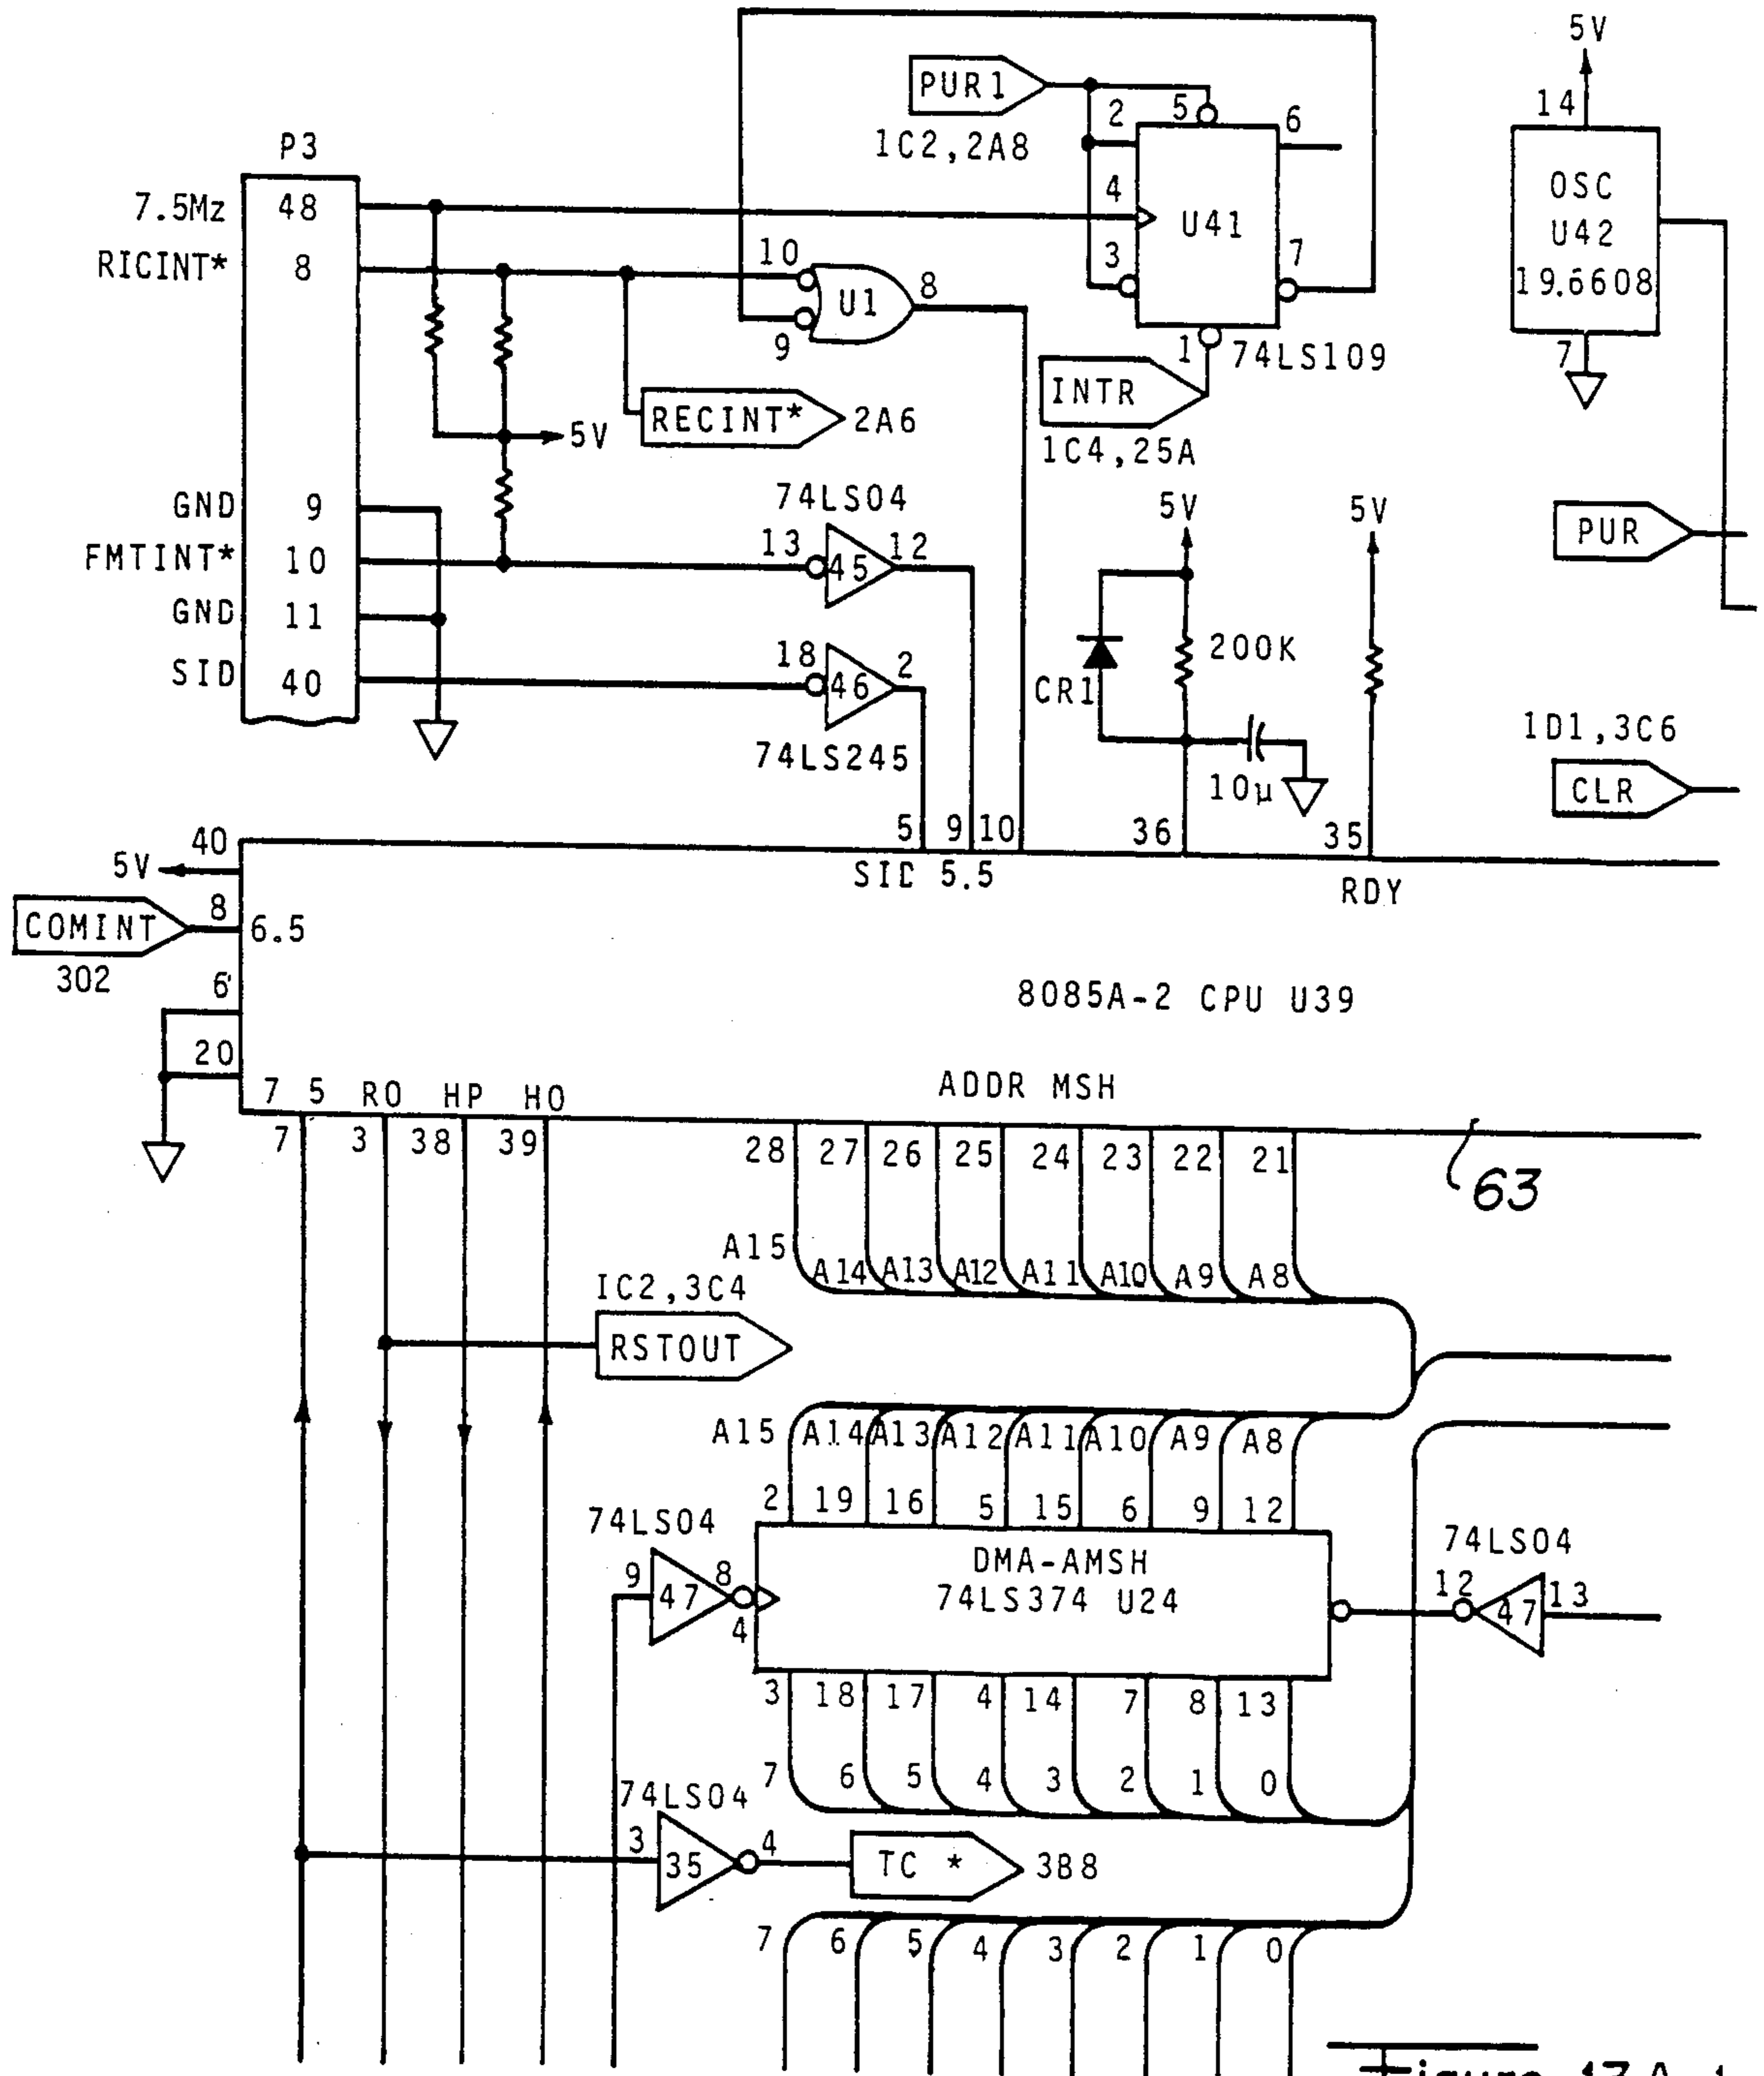 5V
PUR1
1C2,2A8
2 5 6
14
OSC
U42
19.6608
7
P3
7.5Mz 48
4
U41
RICINT* 8
10
U1
8
9
3
7
1
74LS109
INTR
1C4,25A
RECINT* 2A6
5V
GND 9
74LS04
FMTINT* 10
13 45 12
GND 11
SID 40
18 46 2
74LS245
5V
5V
200K
CR1
10µ
PUR
1D1,3C6
CLR
40
5 9 10 36 35
5V
SID 5.5
RDY
COMINT
8
6.5
302
6
8085A-2 CPU U39
20
7 5 RO HP HO
ADDR MSH
7 3 38 39
28 27 26 25 24 23 22 21
63
A15 A14 A13 A12 A11 A10 A9 A8
IC2,3C4
RSTOUT
A15 A14 A13 A12 A11 A10 A9 A8
2 19 16 5 15 6 9 12
74LS04
9 47 8
4
DMA-AMSH
74LS374 U24
74LS04
12 47 13
3 18 17 4 14 7 8 13
7 6 5 4 3 2 1 0
74LS04
3 35 4
TC * 3B8
7 6 5 4 3 2 1 0